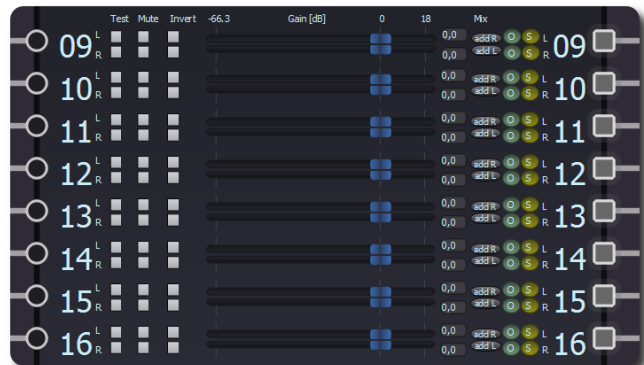 Test Mute Invert -66.3 Gain [dB] 0 18 Mix
09 L 0,0 add R O S L 09
R 0,0 add L O S R
10 L 0,0 add R O S L 10
R 0,0 add L O S R
11 L 0,0 add R O S L 11
R 0,0 add L O S R
12 L 0,0 add R O S L 12
R 0,0 add L O S R
13 L 0,0 add R O S L 13
R 0,0 add L O S R
14 L 0,0 add R O S L 14
R 0,0 add L O S R
15 L 0,0 add R O S L 15
R 0,0 add L O S R
16 L 0,0 add R O S L 16
R 0,0 add L O S R